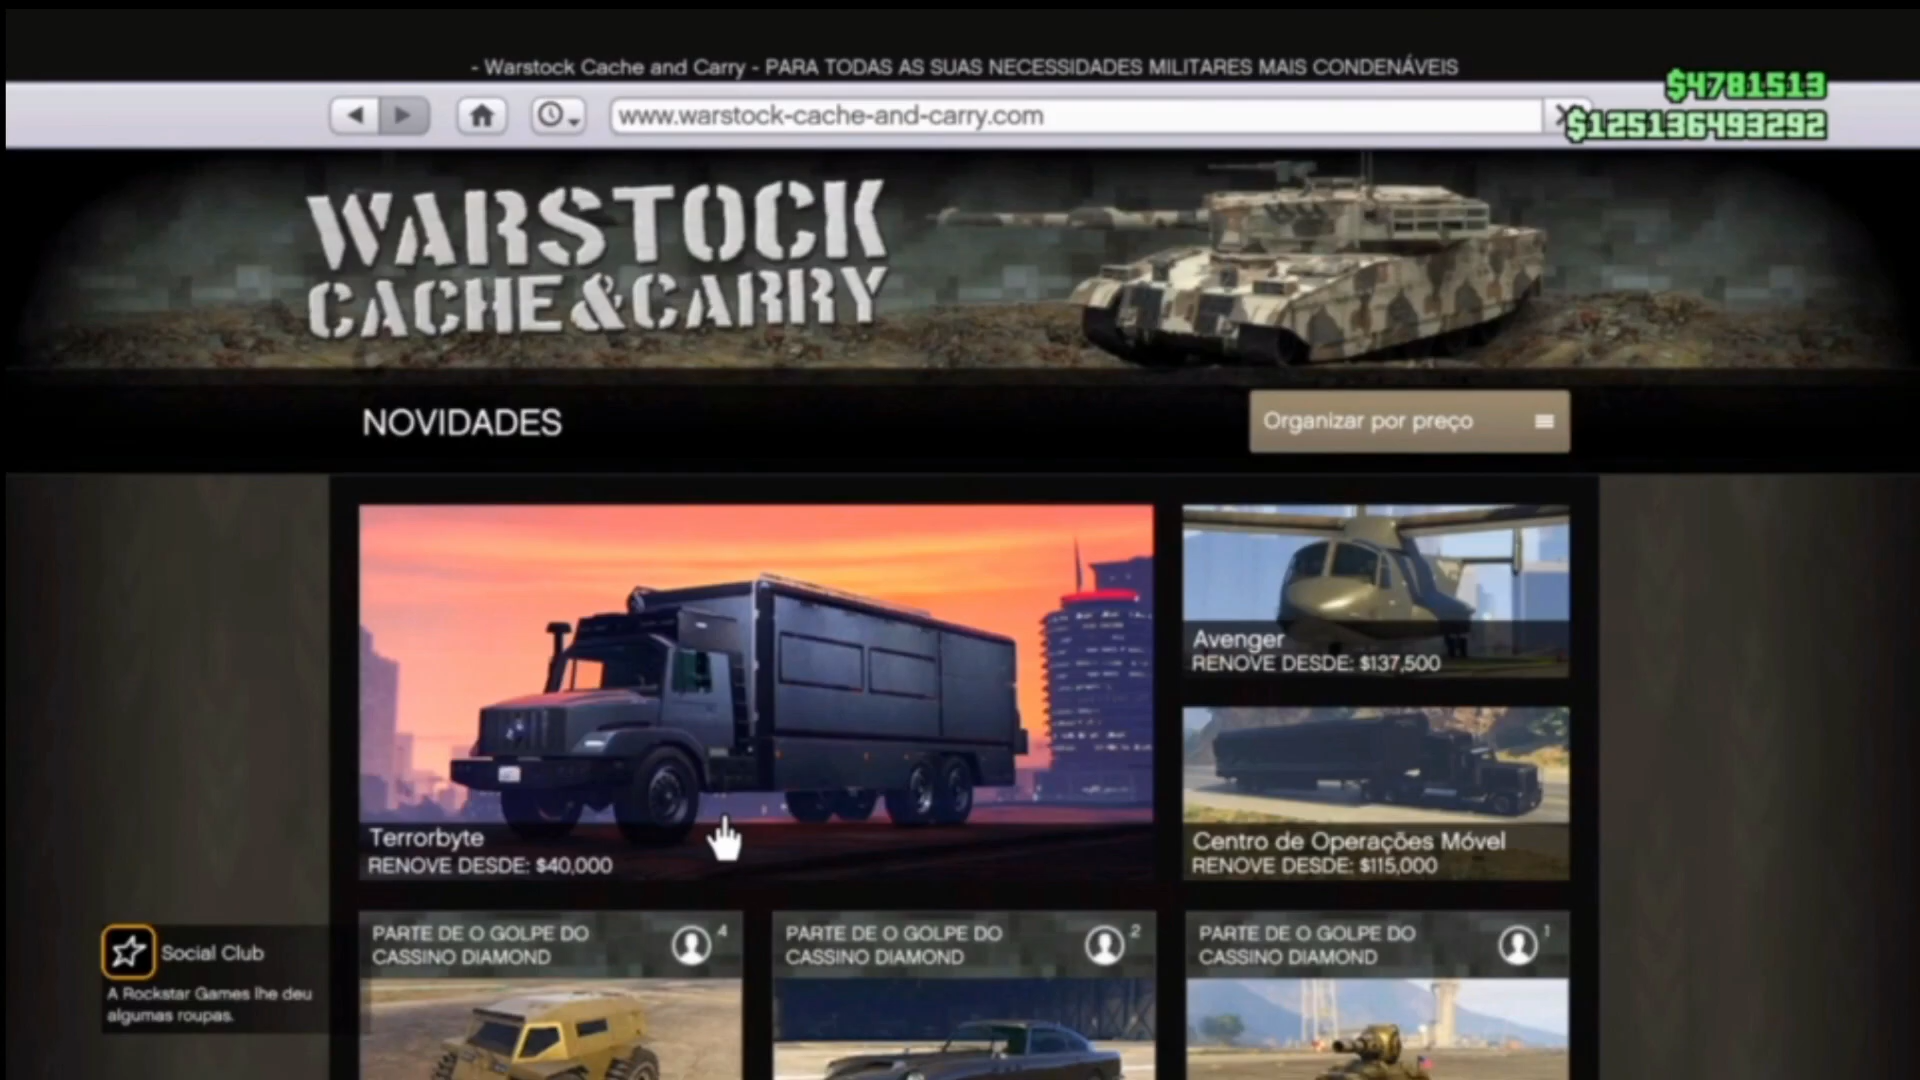 - Warstock Cache and Carry - PARA TODAS AS SUAS NECESSIDADES MILITARES MAIS CONDENÁVEIS
$4781513
www.warstock-cache-and-carry.com
$125136493292
WARSTOCK
CACHE&CARRY
NOVIDADES
Organizar por preço
Terrorbyte
RENOVE DESDE: $40,000
Avenger
RENOVE DESDE: $137,500
Centro de Operações Móvel
RENOVE DESDE: $115,000
PARTE DE O GOLPE DO
CASSINO DIAMOND
4
PARTE DE O GOLPE DO
CASSINO DIAMOND
2
PARTE DE O GOLPE DO
CASSINO DIAMOND
1
Social Club
A Rockstar Games lhe deu
algumas roupas.